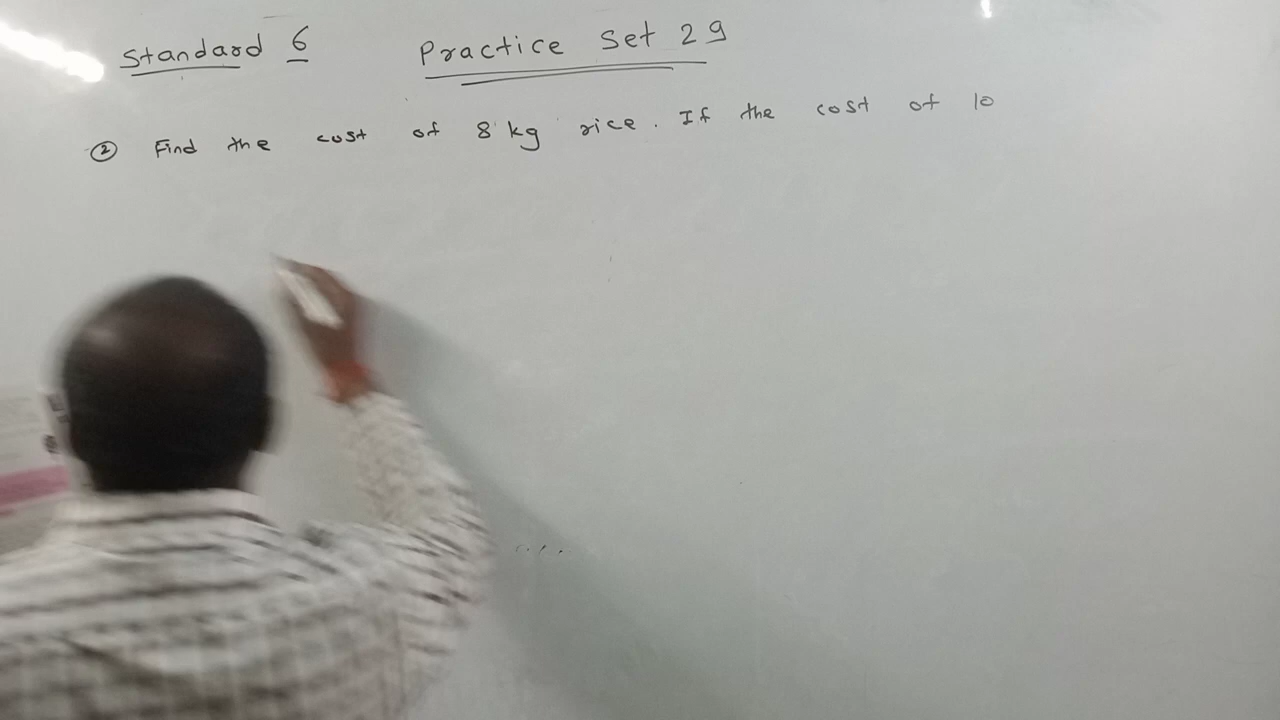 Standard 6 Practice Set 29
② Find the cost of 8 kg rice. If the cost of 10